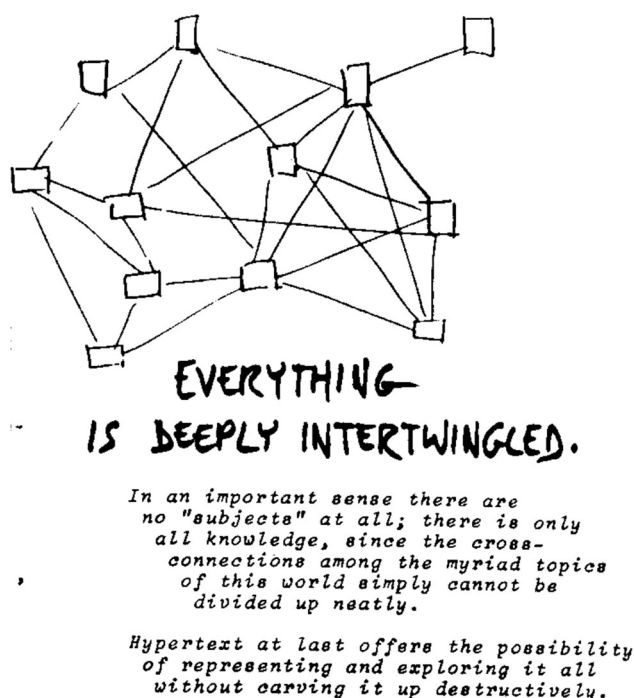 EVERYTHING
IS DEEPLY INTERTWINGLED.
In an important sense there are
no "subjects" at all; there is only
all knowledge, since the cross-
connections among the myriad topics
of this world simply cannot be
divided up neatly.
Hypertext at last offers the possibility
of representing and exploring it all
without carving it up destructively.